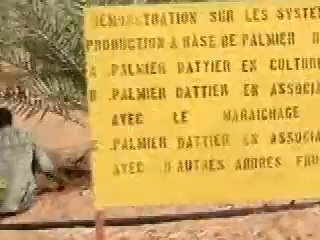 DEMONSTRATION SUR LES SYSTEM
PRODUCTION A BASE DE PALMIER D
A .PALMIER DATTIER EN CULTUR
B .PALMIER DATTIER EN ASSOCIA
AVEC LE MARAICHAGE
C .PALMIER DATTIER EN ASSOCIA
AVEC D'AUTRES ARBRES FRU